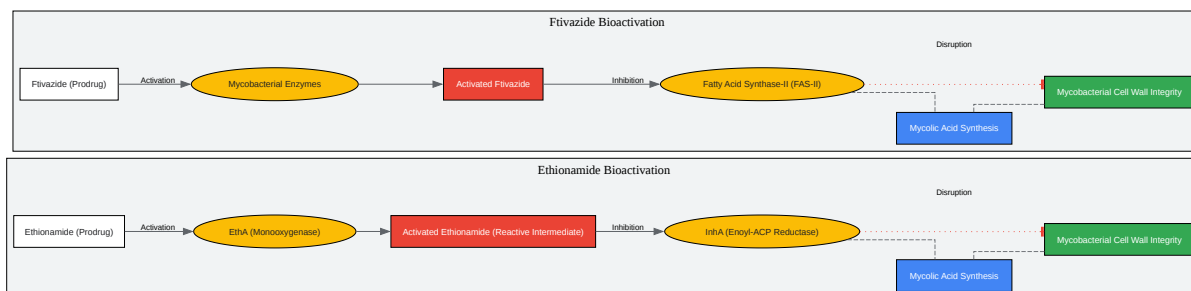 Ftivazide Bioactivation
Disruption
Ftivazide (Prodrug)
Activation
Mycobacterial Enzymes
Activated Ftivazide
Inhibition
Fatty Acid Synthase-II (FAS-II)
Mycobacterial Cell Wall Integrity
Mycolic Acid Synthesis
Ethionamide Bioactivation
Disruption
Ethionamide (Prodrug)
Activation
EthA (Monooxygenase)
Activated Ethionamide (Reactive Intermediate)
Inhibition
InhA (Enoyl-ACP Reductase)
Mycobacterial Cell Wall Integrity
Mycolic Acid Synthesis